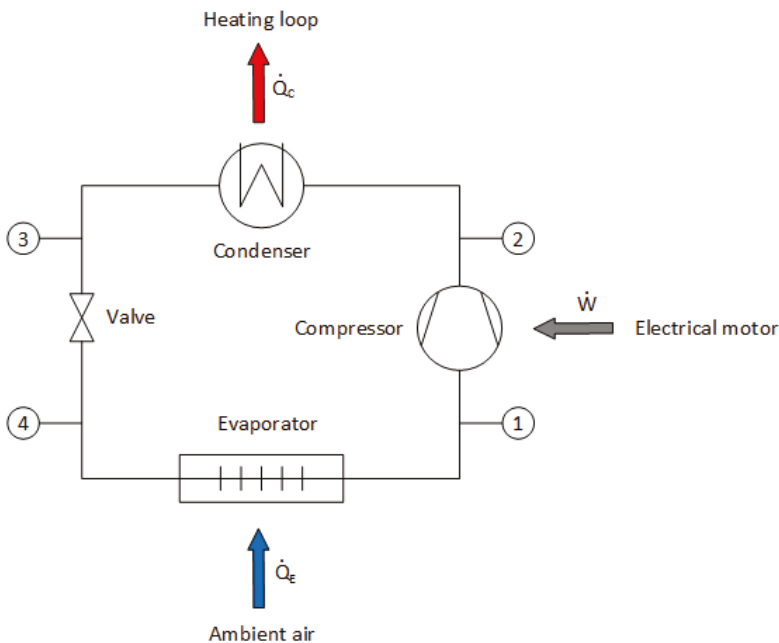 Heating loop
Q̇c
3
Condenser
2
Valve
Compressor
Ẇ
Electrical motor
4
Evaporator
1
Q̇E
Ambient air